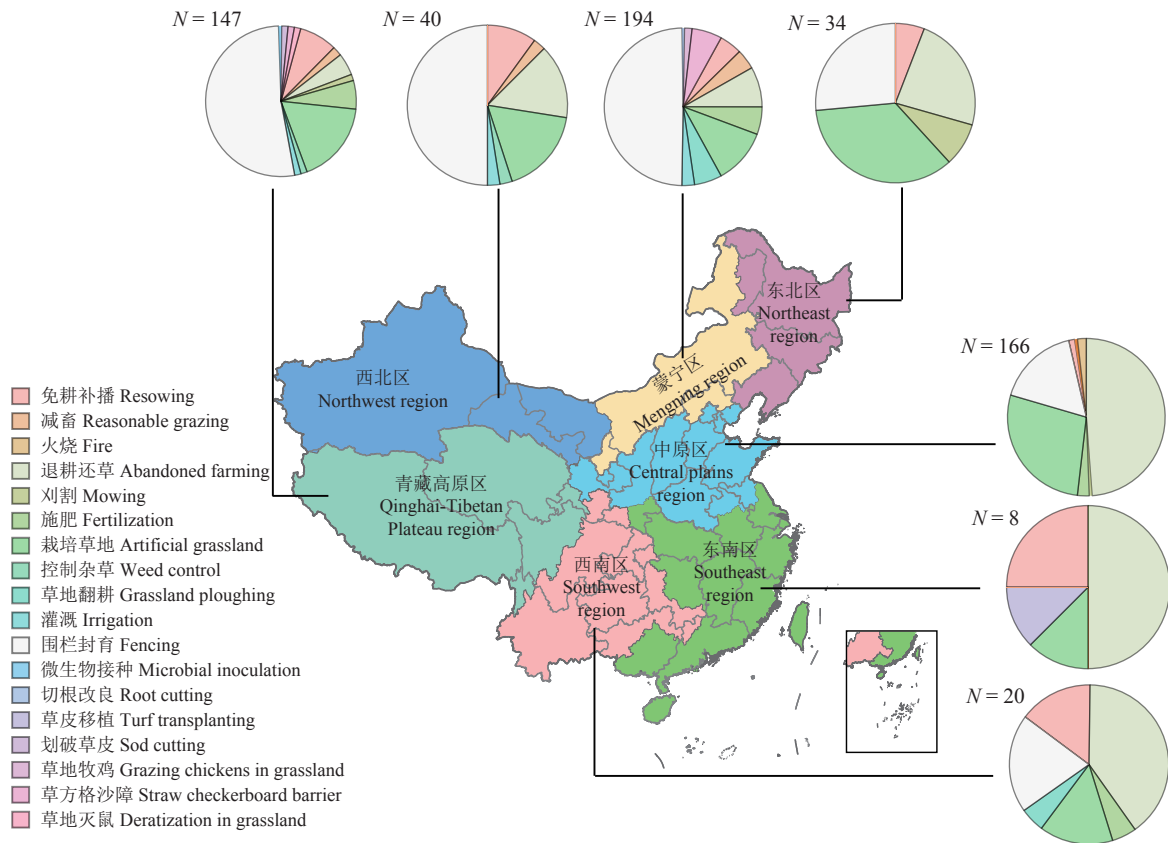 N = 147
N = 40
N = 194
N = 34
东北区
Northeast
region
N = 166
西北区
Northwest region
蒙宁区
Mengning region
中原区
Central plains
region
青藏高原区
Qinghai-Tibetan
Plateau region
N = 8
东南区
Southeast
region
西南区
Southwest
region
N = 20
免耕补播 Resowing
减畜 Reasonable grazing
火烧 Fire
退耕还草 Abandoned farming
刈割 Mowing
施肥 Fertilization
栽培草地 Artificial grassland
控制杂草 Weed control
草地翻耕 Grassland ploughing
灌溉 Irrigation
围栏封育 Fencing
微生物接种 Microbial inoculation
切根改良 Root cutting
草皮移植 Turf transplanting
划破草皮 Sod cutting
草地牧鸡 Grazing chickens in grassland
草方格沙障 Straw checkerboard barrier
草地灭鼠 Deratization in grassland